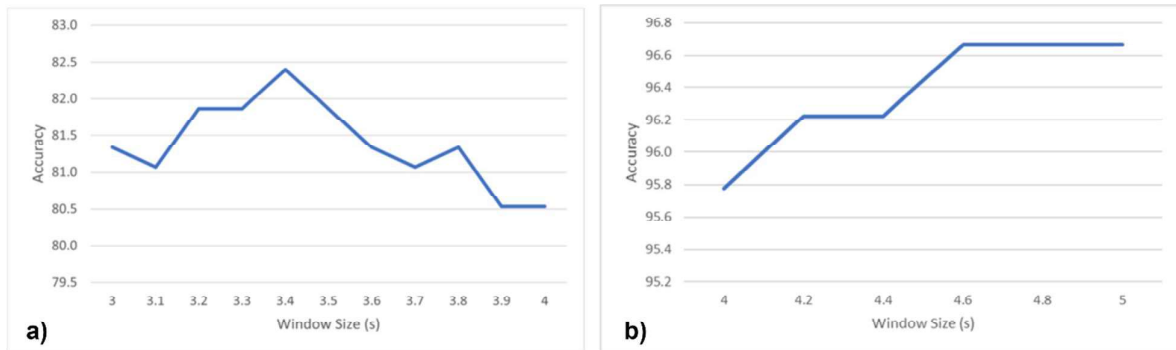 83.0
82.5
82.0
81.5
81.0
80.5
80.0
79.5
Accuracy
3 3.1 3.2 3.3 3.4 3.5 3.6 3.7 3.8 3.9 4
Window Size (s)
a)
96.8
96.6
96.4
96.2
96.0
95.8
95.6
95.4
95.2
Accuracy
4 4.2 4.4 4.6 4.8 5
Window Size (s)
b)